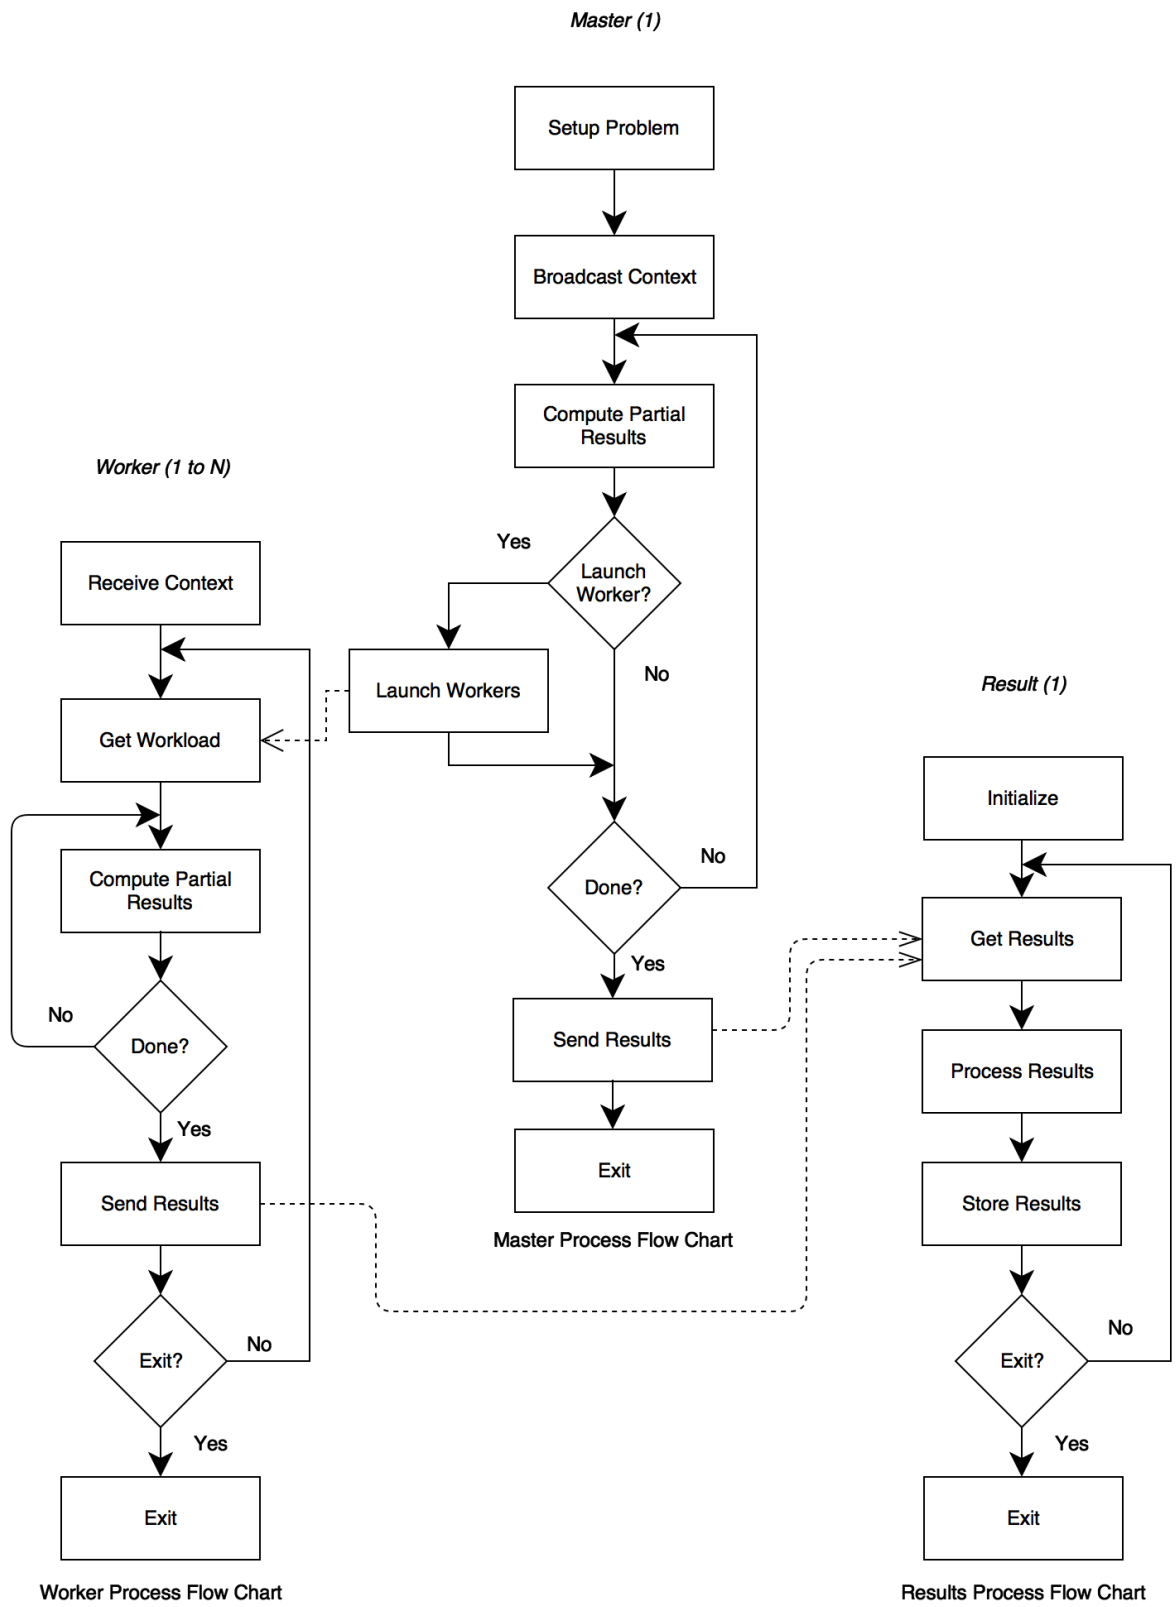 Master (1)
Setup Problem
Broadcast Context
Compute Partial
Results
Launch
Worker?
Yes
No
Launch Workers
Done?
No
Yes
Send Results
Exit
Master Process Flow Chart
Worker (1 to N)
Receive Context
Get Workload
Compute Partial
Results
Done?
No
Yes
Send Results
Exit?
No
Yes
Exit
Worker Process Flow Chart
Result (1)
Initialize
Get Results
Process Results
Store Results
Exit?
No
Yes
Exit
Results Process Flow Chart